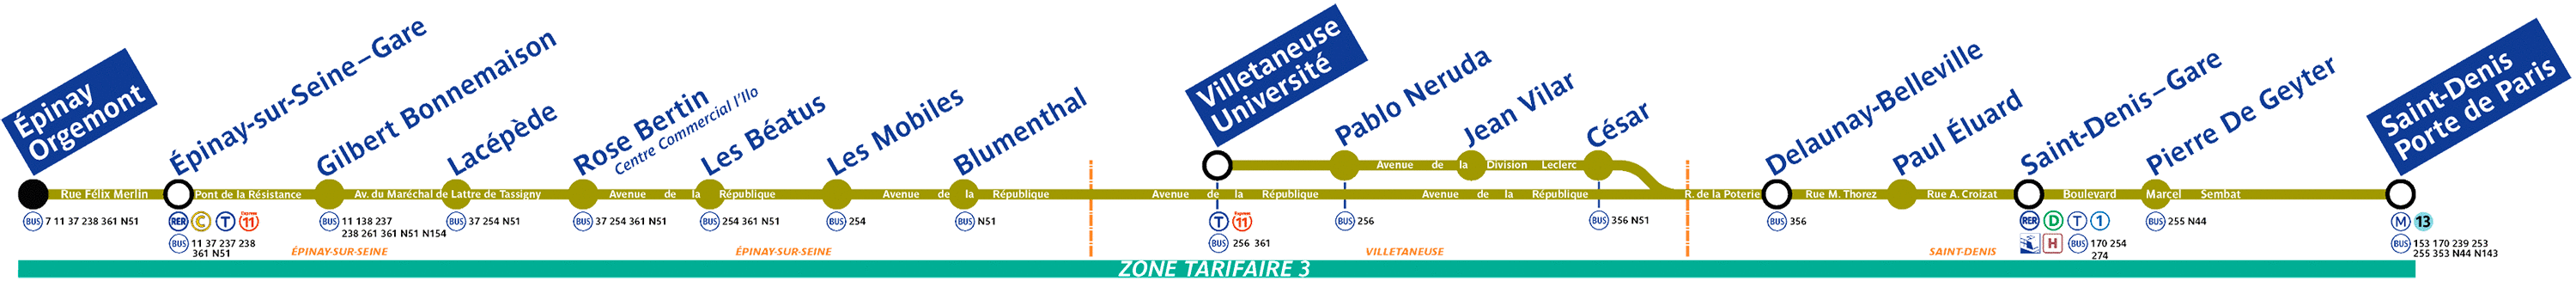 Épinay
Orgemont
Épinay-sur-Seine–Gare
Gilbert Bonnemaison
Lacépède
Rose Bertin
Centre Commercial l'Ilo
Les Béatus
Les Mobiles
Blumenthal
Villetaneuse
Université
Pablo Neruda
Jean Vilar
César
Delaunay-Belleville
Paul Éluard
Saint-Denis–Gare
Pierre De Geyter
Saint-Denis
Porte de Paris
Avenue de la Division Leclerc
Rue Félix Merlin
Pont de la Résistance
Av. du Maréchal de Lattre de Tassigny
Avenue de la République
Avenue de la République
Avenue de la République
Avenue de la République
R. de la Poterie
Rue M. Thorez
Rue A. Croizat
Boulevard Marcel Sembat
BUS 7 11 37 238 361 N51
RER C T Express 11
BUS 11 37 237 238
361 N51
BUS 11 138 237
238 261 361 N51 N154
BUS 37 254 N51
BUS 37 254 361 N51
BUS 254 361 N51
BUS 254
BUS N51
T Express 11
BUS 256 361
BUS 256
BUS 356 N51
BUS 356
RER D T 1
H BUS 170 254
274
BUS 255 N44
M 13
BUS 153 170 239 253
255 353 N44 N143
ÉPINAY-SUR-SEINE
ÉPINAY-SUR-SEINE
VILLETANEUSE
SAINT-DENIS
ZONE TARIFAIRE 3